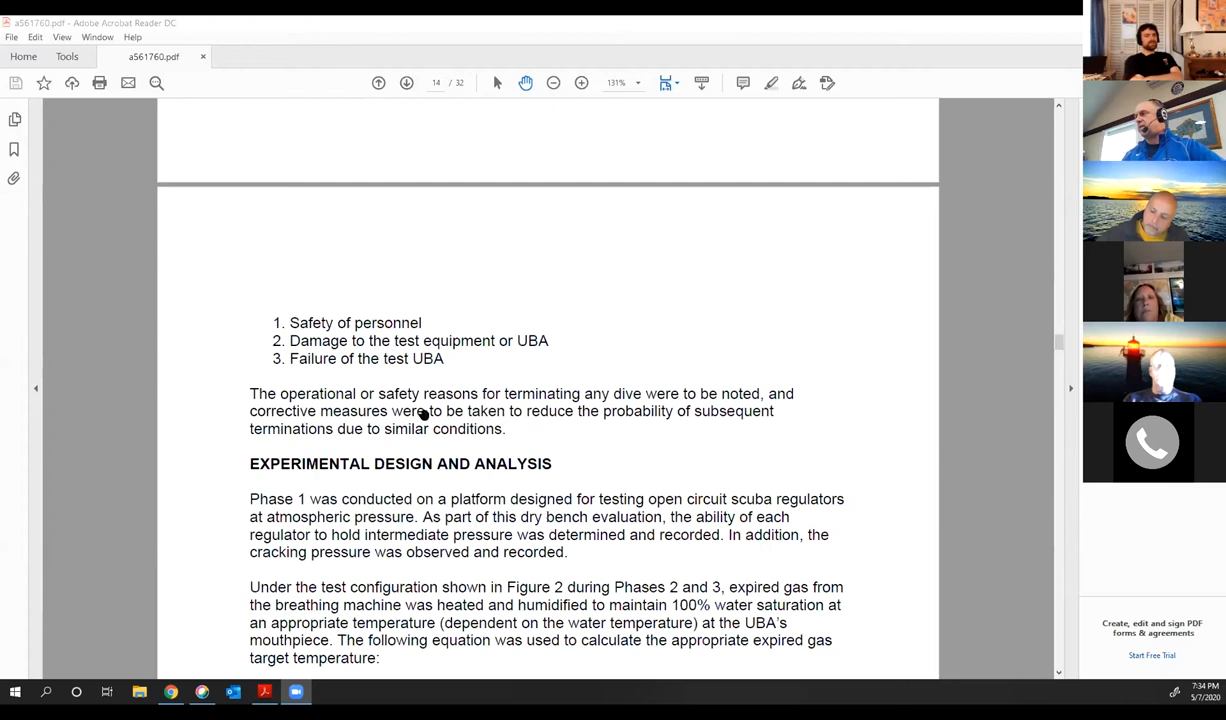 a561760.pdf - Adobe Acrobat Reader DC
File Edit View Window Help
Home Tools a561760.pdf ×
14 / 32 131%
1. Safety of personnel
2. Damage to the test equipment or UBA
3. Failure of the test UBA
The operational or safety reasons for terminating any dive were to be noted, and
corrective measures were to be taken to reduce the probability of subsequent
terminations due to similar conditions.
EXPERIMENTAL DESIGN AND ANALYSIS
Phase 1 was conducted on a platform designed for testing open circuit scuba regulators
at atmospheric pressure. As part of this dry bench evaluation, the ability of each
regulator to hold intermediate pressure was determined and recorded. In addition, the
cracking pressure was observed and recorded.
Under the test configuration shown in Figure 2 during Phases 2 and 3, expired gas from
the breathing machine was heated and humidified to maintain 100% water saturation at
an appropriate temperature (dependent on the water temperature) at the UBA's
mouthpiece. The following equation was used to calculate the appropriate expired gas
target temperature:
Create, edit and sign PDF
forms & agreements
Start Free Trial
7:34 PM
5/7/2020